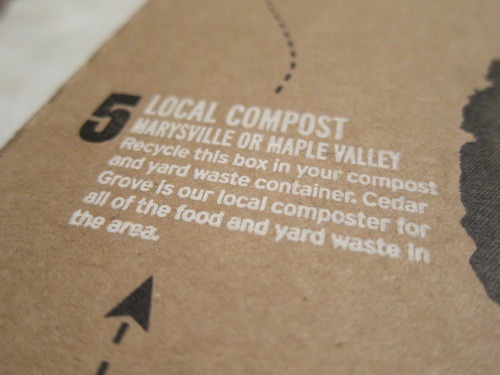 5
LOCAL COMPOST
MARYSVILLE OR MAPLE VALLEY
Recycle this box in your compost
and yard waste container. Cedar
Grove is our local composter for
all of the food and yard waste in
the area.